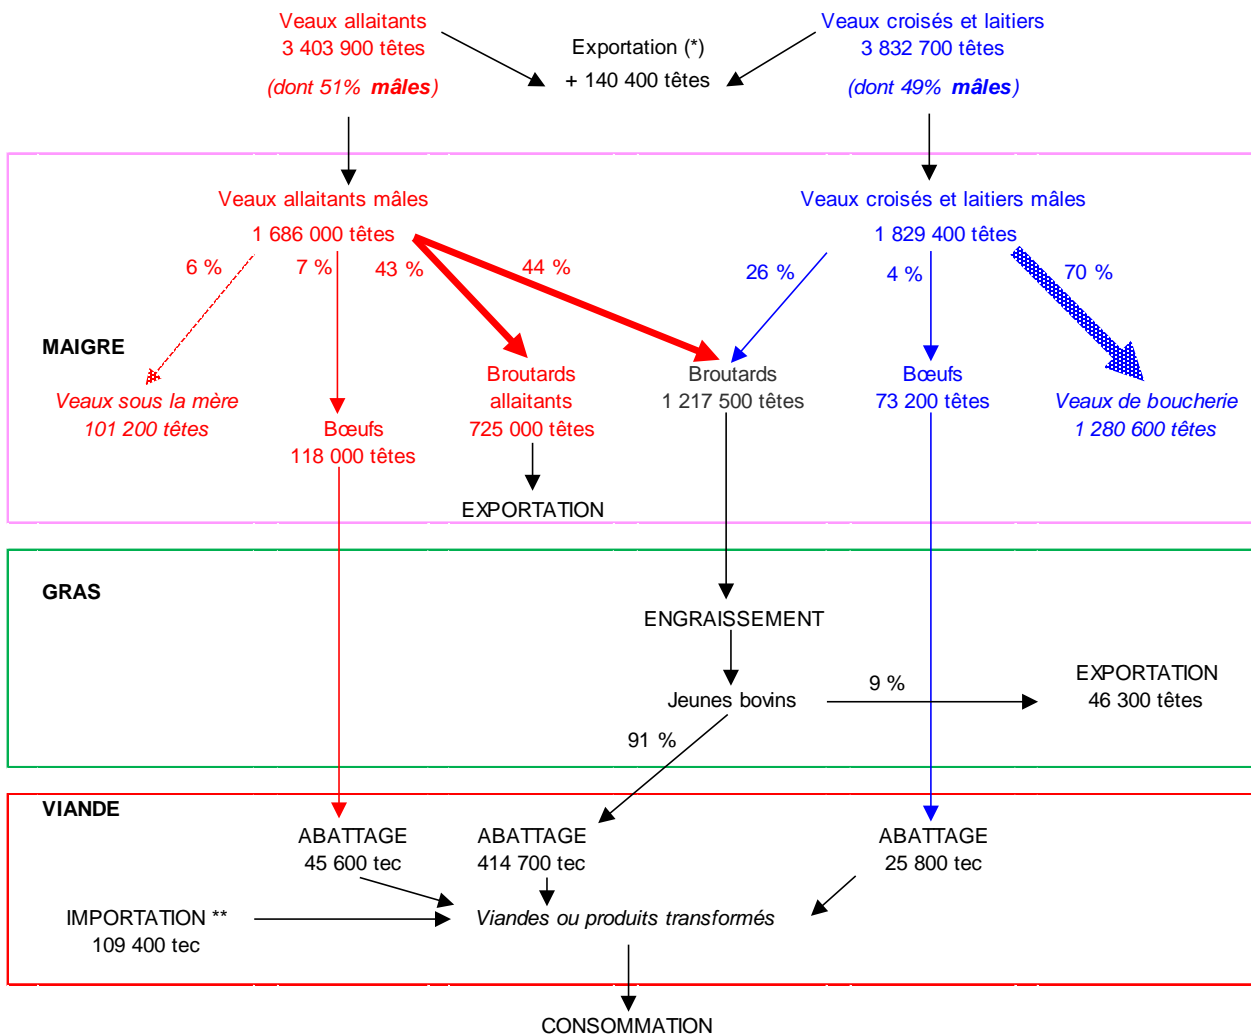 Veaux allaitants
3 403 900 têtes
(dont 51% mâles)
Exportation (*)
+ 140 400 têtes
Veaux croisés et laitiers
3 832 700 têtes
(dont 49% mâles)
Veaux allaitants mâles
1 686 000 têtes
Veaux croisés et laitiers mâles
1 829 400 têtes
6 %
7 %
43 %
44 %
26 %
4 %
70 %
MAIGRE
Veaux sous la mère
101 200 têtes
Bœufs
118 000 têtes
Broutards
allaitants
725 000 têtes
EXPORTATION
Broutards
1 217 500 têtes
Bœufs
73 200 têtes
Veaux de boucherie
1 280 600 têtes
GRAS
ENGRAISSEMENT
Jeunes bovins
9 %
EXPORTATION
46 300 têtes
91 %
VIANDE
ABATTAGE
45 600 tec
ABATTAGE
414 700 tec
ABATTAGE
25 800 tec
IMPORTATION **
109 400 tec
Viandes ou produits transformés
CONSOMMATION